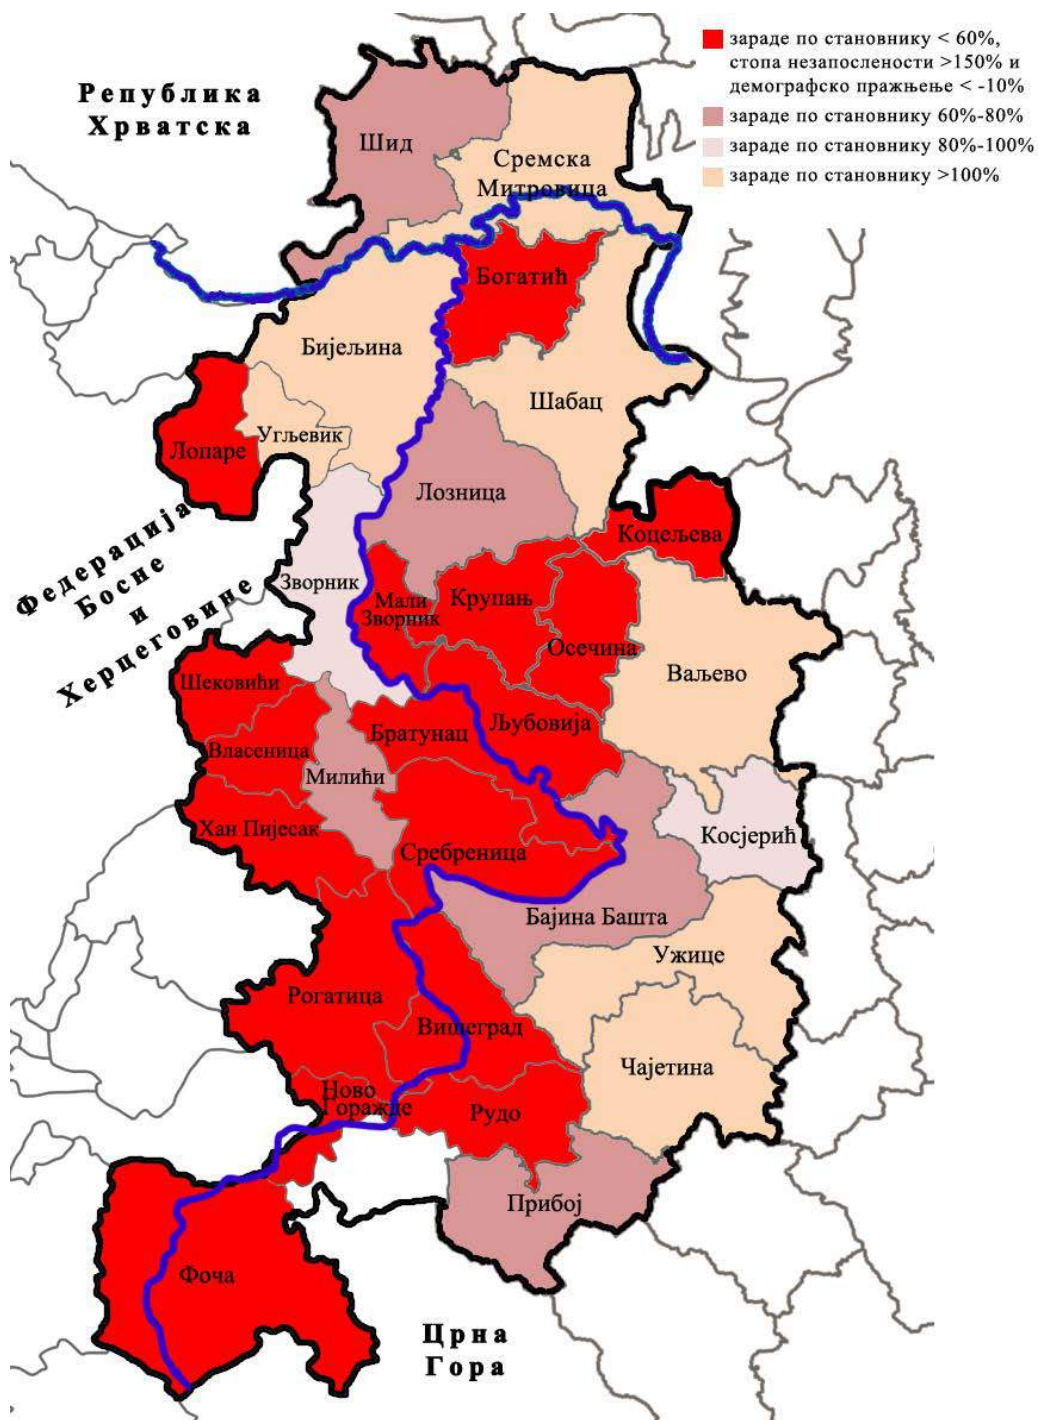 зараде по становнику < 60%,
стопа незапослености >150% и
демографско пражњење < -10%
зараде по становнику 60%-80%
зараде по становнику 80%-100%
зараде по становнику >100%
Република
Хрватска
Шид
Сремска
Митровица
Богатић
Бијељина
Шабац
Угљевик
Лопаре
Лозница
Коцељева
Федерација
Босне
и
Херцеговине
Зворник
Мали
Зворник
Крупањ
Осечина
Ваљево
Шековићи
Љубовија
Братунац
Власеница
Милићи
Хан Пијесак
Косјерић
Сребреница
Бајина Башта
Ужице
Рогатица
Вишеград
Чајетина
Ново
Горажде
Рудо
Прибој
Фоча
Црна
Гора